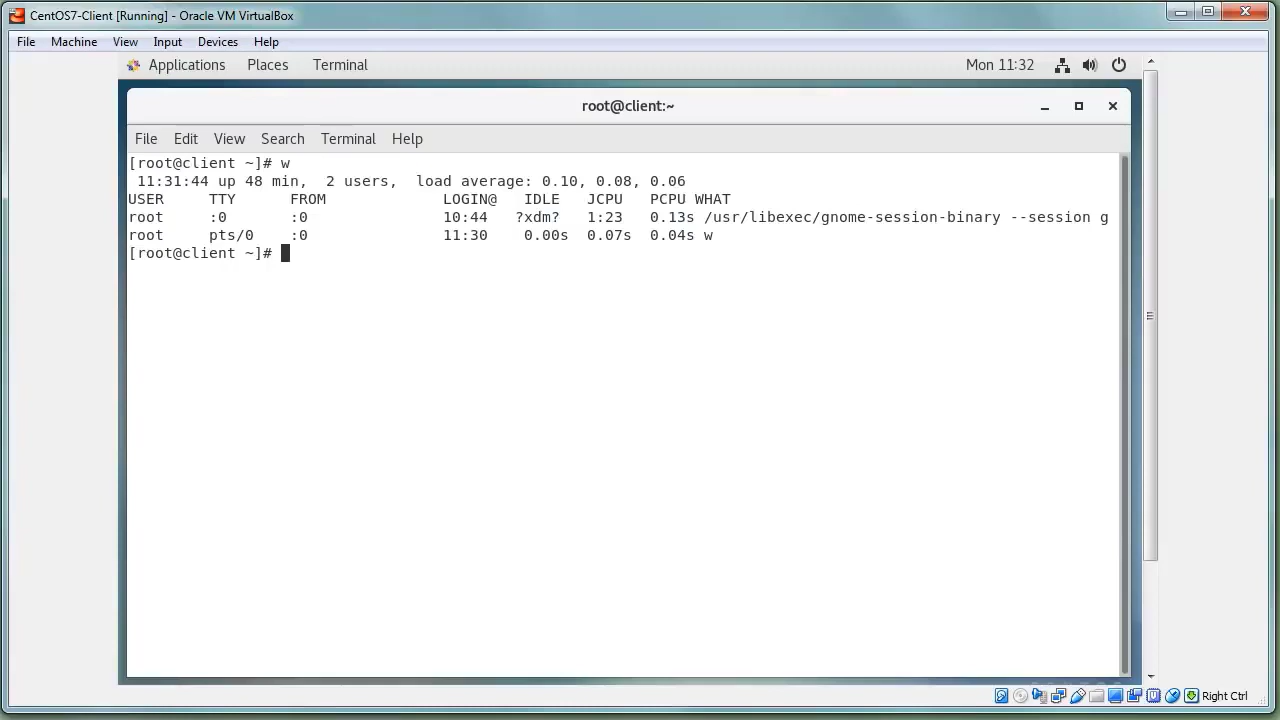 CentOS7-Client [Running] - Oracle VM VirtualBox
File Machine View Input Devices Help
Applications Places Terminal Mon 11:32
root@client:~
File Edit View Search Terminal Help
[root@client ~]# w
 11:31:44 up 48 min,  2 users,  load average: 0.10, 0.08, 0.06
USER     TTY      FROM             LOGIN@   IDLE   JCPU   PCPU WHAT
root     :0       :0               10:44   ?xdm?   1:23   0.13s /usr/libexec/gnome-session-binary --session g
root     pts/0    :0               11:30    0.00s  0.07s  0.04s w
[root@client ~]#
Right Ctrl